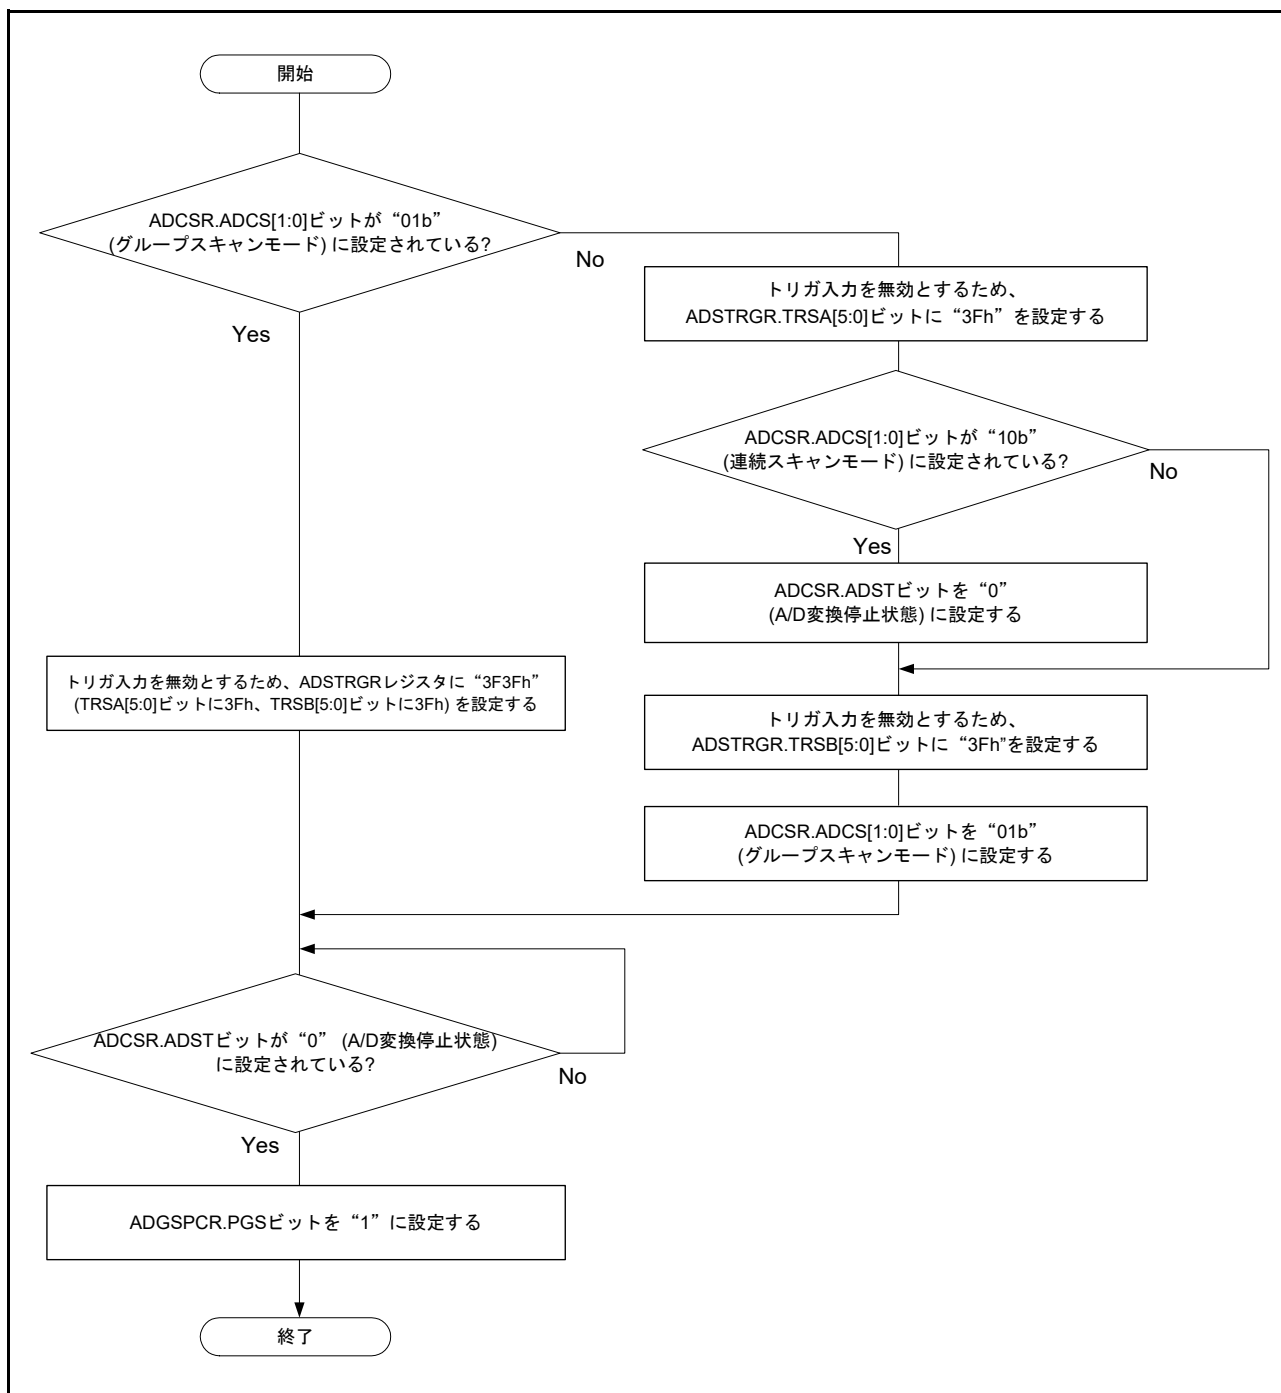 開始
ADCSR.ADCS[1:0]ビットが“01b”
(グループスキャンモード) に設定されている?
No
Yes
トリガ入力を無効とするため、
ADSTRGR.TRSA[5:0]ビットに“3Fh”を設定する
ADCSR.ADCS[1:0]ビットが“10b”
(連続スキャンモード) に設定されている?
No
Yes
ADCSR.ADSTビットを“0”
(A/D変換停止状態) に設定する
トリガ入力を無効とするため、ADSTRGRレジスタに“3F3Fh”
(TRSA[5:0]ビットに3Fh、TRSB[5:0]ビットに3Fh) を設定する
トリガ入力を無効とするため、
ADSTRGR.TRSB[5:0]ビットに“3Fh”を設定する
ADCSR.ADCS[1:0]ビットを“01b”
(グループスキャンモード) に設定する
ADCSR.ADSTビットが“0” (A/D変換停止状態)
に設定されている?
No
Yes
ADGSPCR.PGSビットを“1”に設定する
終了